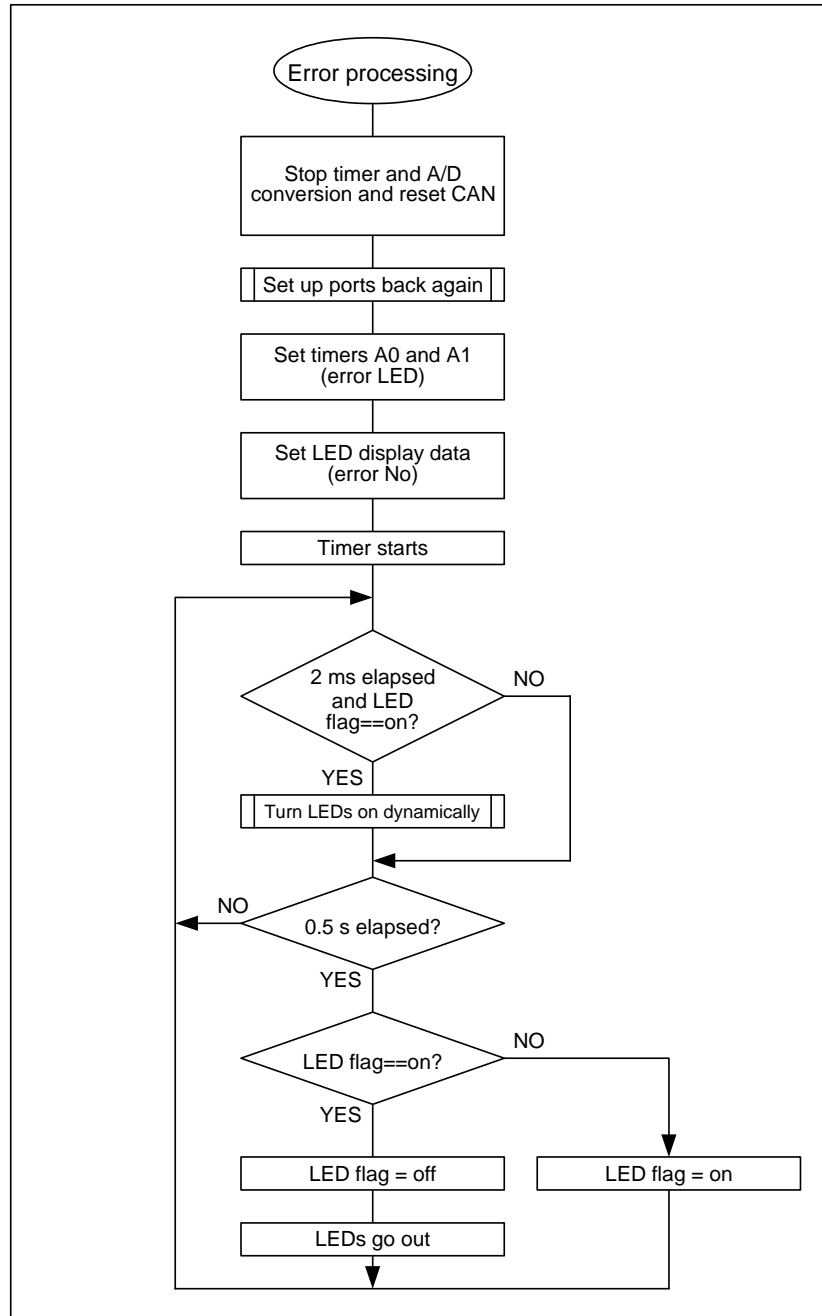 Error processing
Stop timer and A/D
conversion and reset CAN
Set up ports back again
Set timers A0 and A1
(error LED)
Set LED display data
(error No)
Timer starts
2 ms elapsed
and LED
flag==on?
NO
YES
Turn LEDs on dynamically
NO
0.5 s elapsed?
YES
LED flag==on?
NO
YES
LED flag = off
LED flag = on
LEDs go out